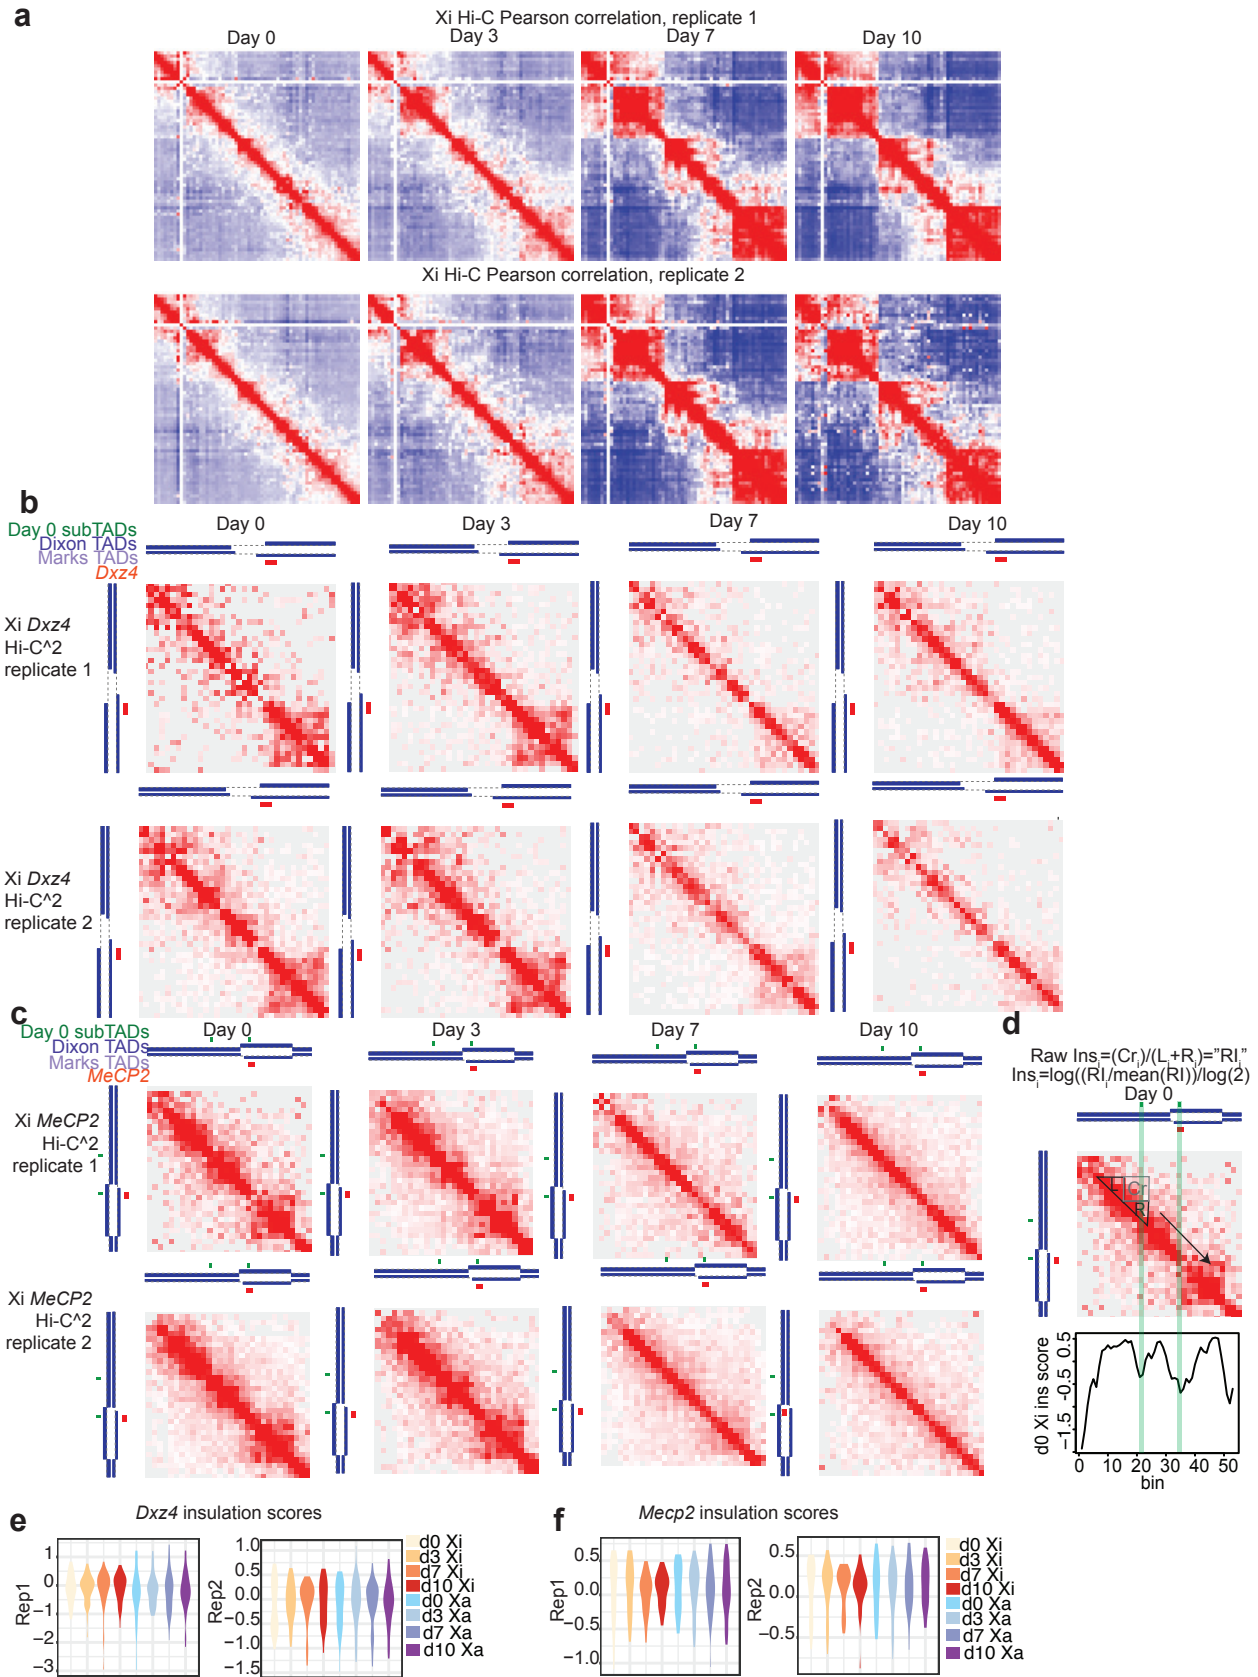 a
Xi Hi-C Pearson correlation, replicate 1
Day 0 Day 3 Day 7 Day 10
Xi Hi-C Pearson correlation, replicate 2
b
Day 0 subTADs
Dixon TADs
Marks TADs
Dxz4
Day 0 Day 3 Day 7 Day 10
Xi Dxz4
Hi-C^2
replicate 1
Xi Dxz4
Hi-C^2
replicate 2
c
Day 0 subTADs
Dixon TADs
Marks TADs
MeCP2
Day 0 Day 3 Day 7 Day 10
Xi MeCP2
Hi-C^2
replicate 1
Xi MeCP2
Hi-C^2
replicate 2
d
Raw Insi=(Cri)/(Li+Ri)="RIi"
Insi=log((RIi/mean(RI))/log(2)
Day 0
L Cr
R
d0 Xi ins score
0.5
−0.5
−1.5
0 10 20 30 40 50
bin
e
Dxz4 insulation scores
Rep1
1
0
−1
−2
−3
Rep2
1.0
0.5
0.0
−0.5
−1.0
−1.5
d0 Xi
d3 Xi
d7 Xi
d10 Xi
d0 Xa
d3 Xa
d7 Xa
d10 Xa
f
Mecp2 insulation scores
Rep1
0.5
0.0
−0.5
−1.0
Rep2
0.5
0.0
−0.5
d0 Xi
d3 Xi
d7 Xi
d10 Xi
d0 Xa
d3 Xa
d7 Xa
d10 Xa